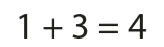 1 + 3 = 4